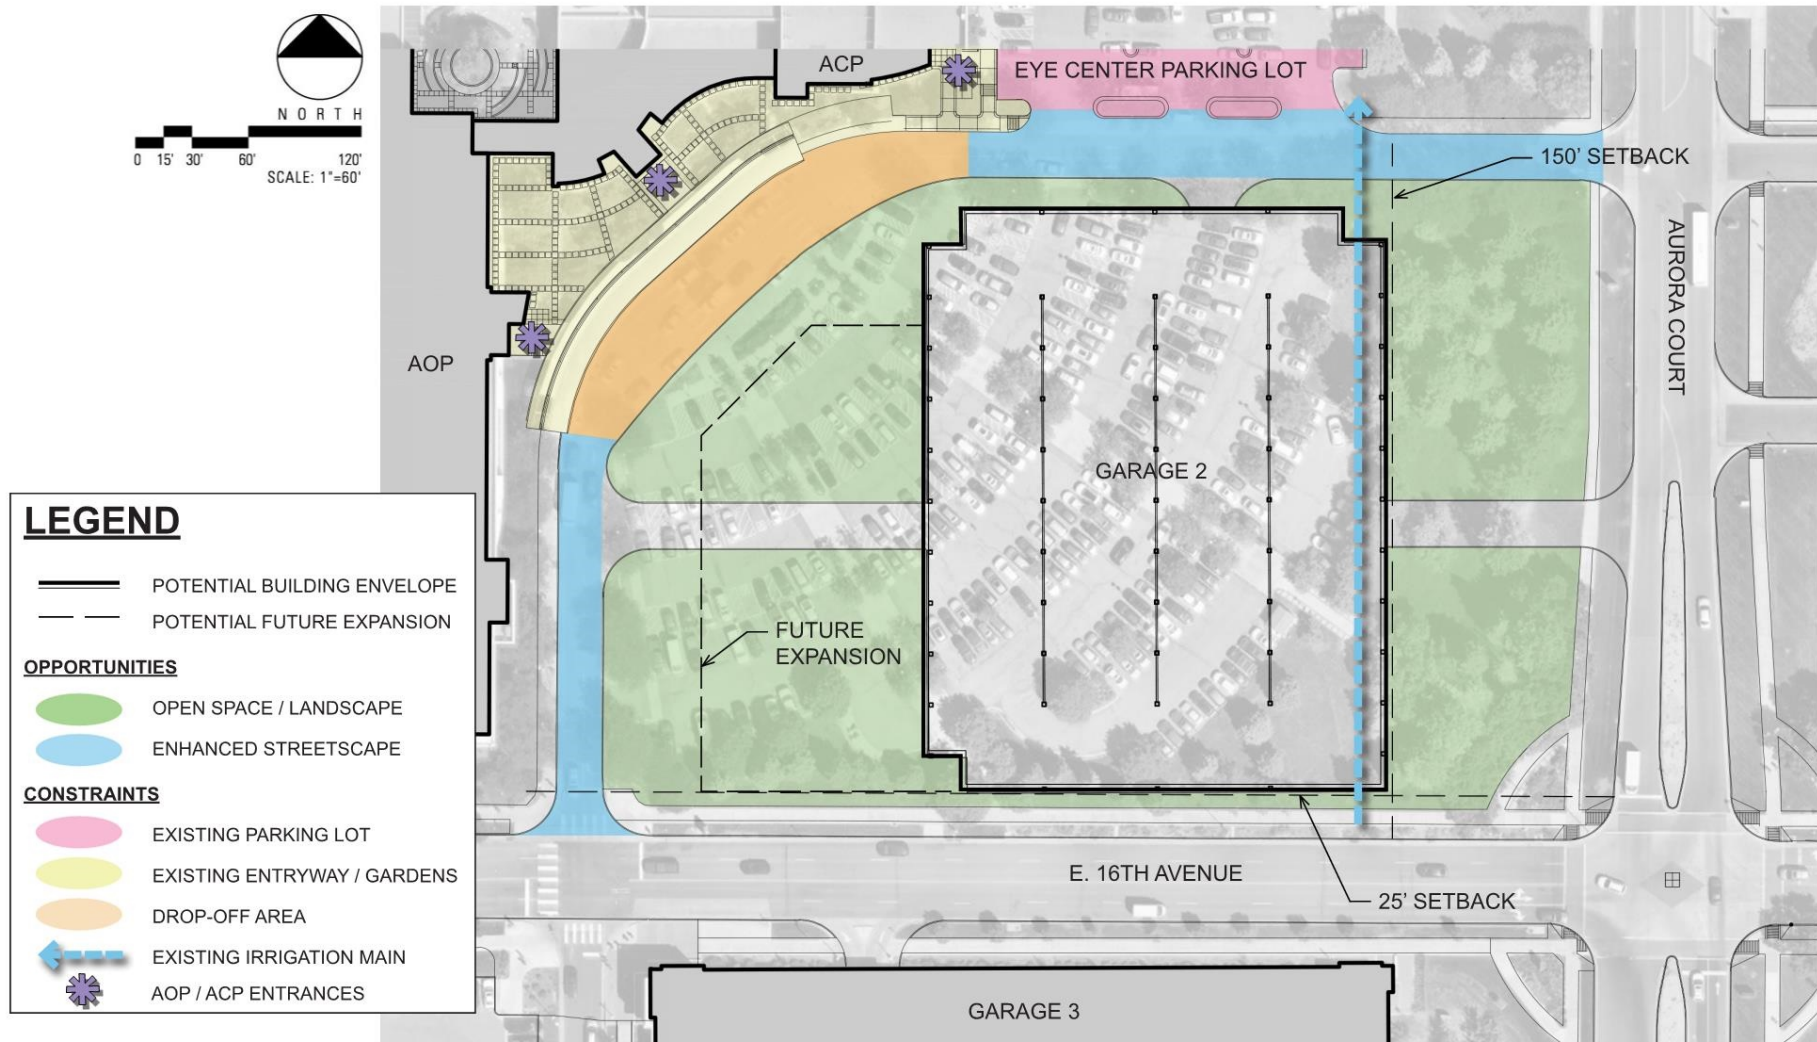 NORTH
0 15' 30' 60' 120'
SCALE: 1"=60'
ACP
EYE CENTER PARKING LOT
150' SETBACK
AURORA COURT
AOP
GARAGE 2
FUTURE
EXPANSION
E. 16TH AVENUE
25' SETBACK
GARAGE 3
LEGEND
POTENTIAL BUILDING ENVELOPE
POTENTIAL FUTURE EXPANSION
OPPORTUNITIES
OPEN SPACE / LANDSCAPE
ENHANCED STREETSCAPE
CONSTRAINTS
EXISTING PARKING LOT
EXISTING ENTRYWAY / GARDENS
DROP-OFF AREA
EXISTING IRRIGATION MAIN
AOP / ACP ENTRANCES